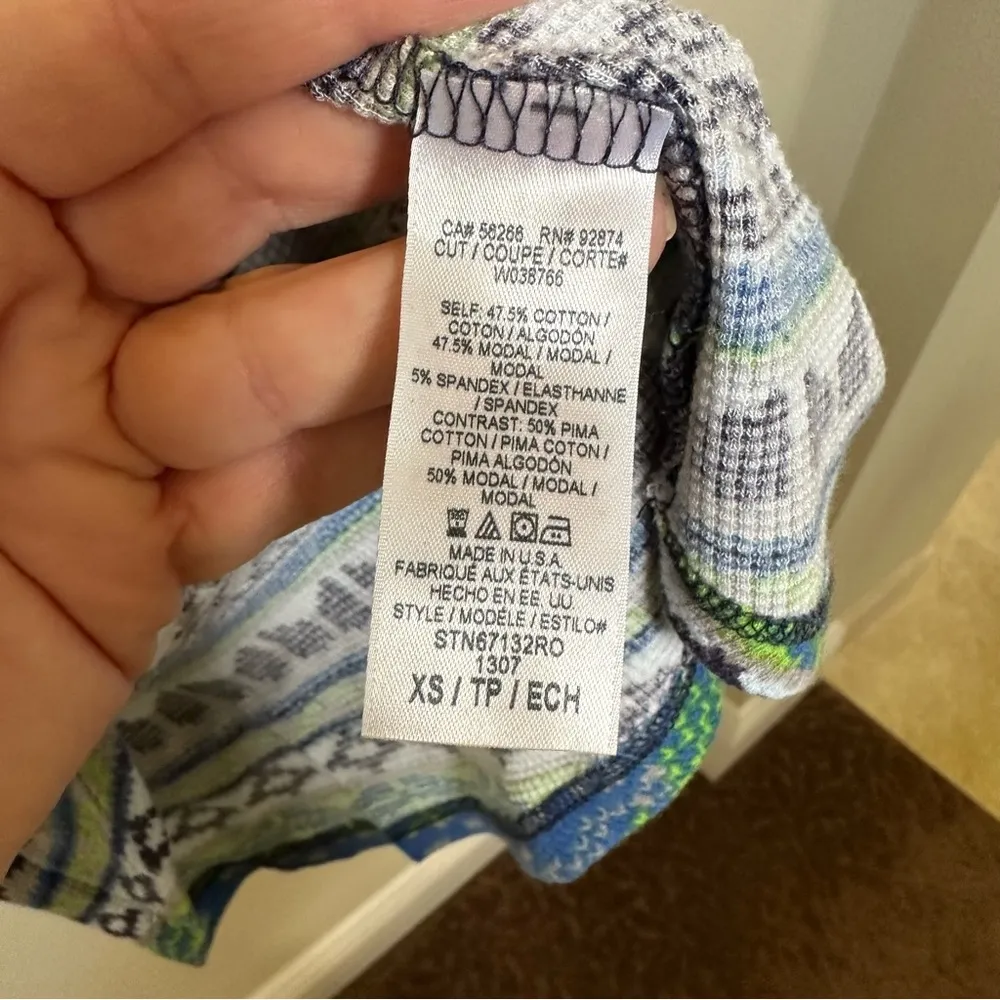 CA# 56266 RN# 92874
CUT / COUPE / CORTE#
W038766
SELF: 47.5% COTTON /
COTON / ALGODÓN
47.5% MODAL / MODAL /
MODAL
5% SPANDEX / ELASTHANNE
/ SPANDEX
CONTRAST: 50% PIMA
COTTON / PIMA COTON /
PIMA ALGODÓN
50% MODAL / MODAL /
MODAL
MADE IN U.S.A
FABRIQUÉ AUX ÉTATS-UNIS
HECHO EN EE. UU.
STYLE / MODÈLE / ESTILO#
STN67132RO
1307
XS / TP / ECH